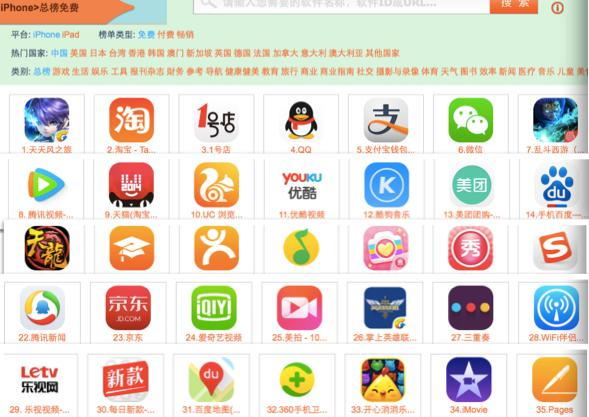 iPhone>总榜免费
请输入您需要的软件名称, 软件ID或URL...
搜 索
平台: iPhone iPad 榜单类型: 免费 付费 畅销
热门国家: 中国 美国 日本 台湾 香港 韩国 澳门 新加坡 英国 德国 法国 加拿大 意大利 澳大利亚 其他国家
类别: 总榜 游戏 生活 娱乐 工具 报刊杂志 财务 参考 导航 健康健美 教育 旅行 商业 商业指南 社交 摄影与录像 体育 天气 图书 效率 新闻 医疗 音乐 儿童 美食
淘
1号店
支
du
1.天天风之旅
2.淘宝 - Ta...
3.1号店
4.QQ
5.支付宝钱包...
6.微信
7.乱斗西游（...
2014
YOUKU
优酷
K
美团
8. 腾讯视频-...
9.天猫(淘宝...
10.UC 浏览...
11.优酷视频
12.酷狗音乐
13.美团团购-...
14.手机百度—...
天龍
秀
S
京东
JD.COM
iQIYI
22.腾讯新闻
23.京东
24.爱奇艺视频
25.美拍 - 10...
26.掌上英雄联...
27.三重奏
28.WiFi伴侣...
Letv
乐视网
新款
du
29. 乐视视频-...
30.每日新款-...
31.百度地图(...
32.360手机卫...
33.开心消消乐...
34.iMovie
35.Pages